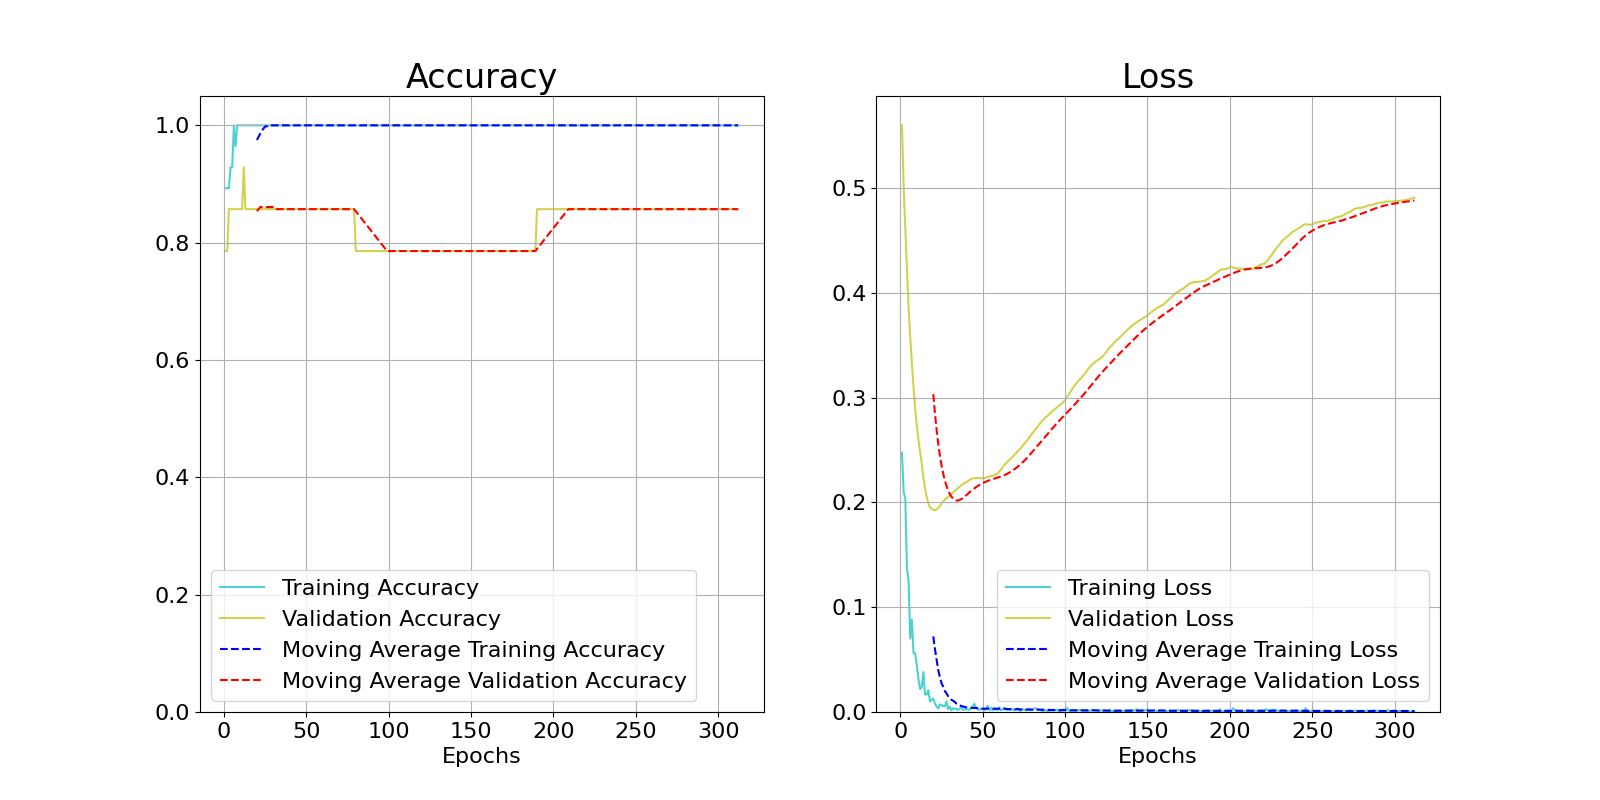 Accuracy
1.0
0.8
0.6
0.4
0.2
0.0
0 50 100 150 200 250 300
Epochs
Training Accuracy
Validation Accuracy
Moving Average Training Accuracy
Moving Average Validation Accuracy
Loss
0.5
0.4
0.3
0.2
0.1
0.0
0 50 100 150 200 250 300
Epochs
Training Loss
Validation Loss
Moving Average Training Loss
Moving Average Validation Loss